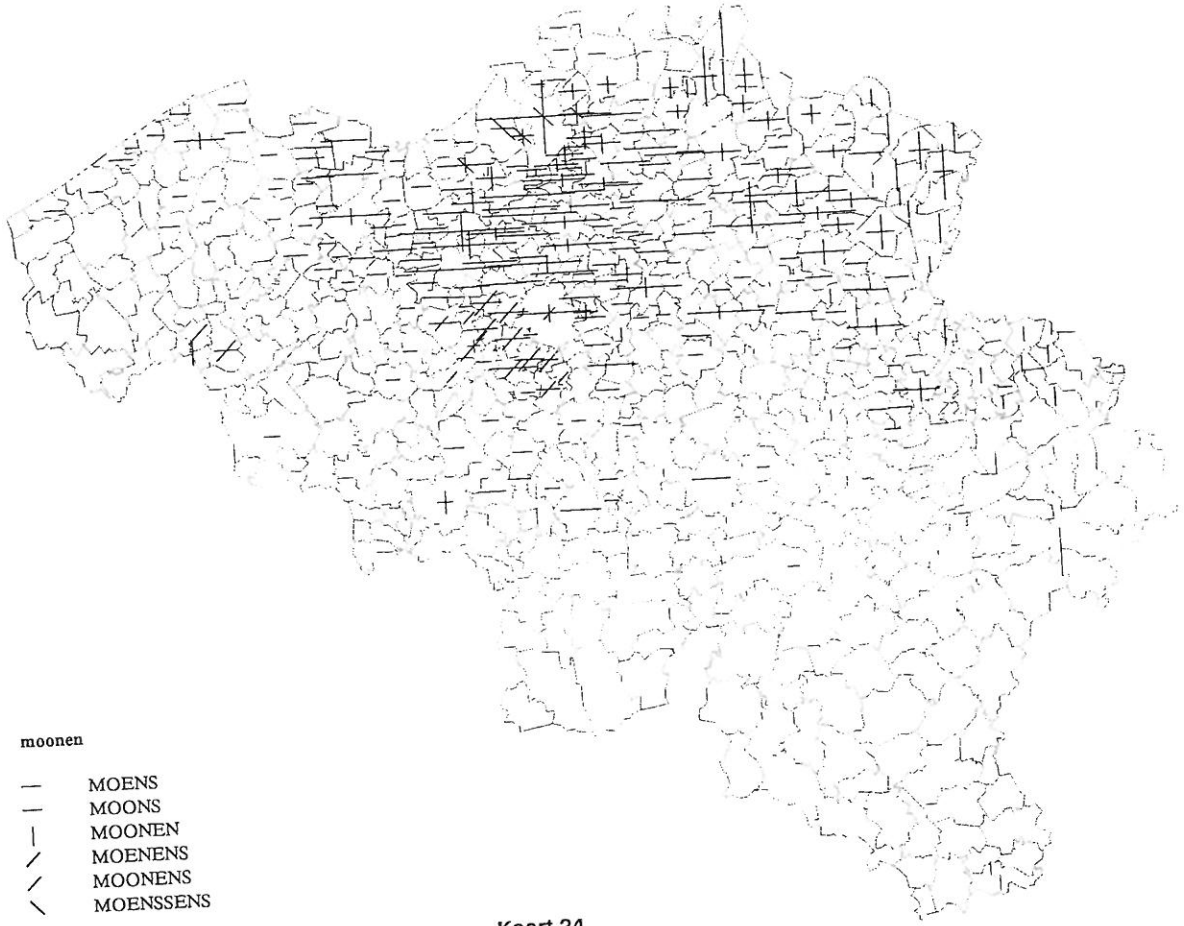 moonen
— MOENS
— MOONS
| MOONEN
/ MOENENS
/ MOONENS
\ MOENSSENS
Kaart 24